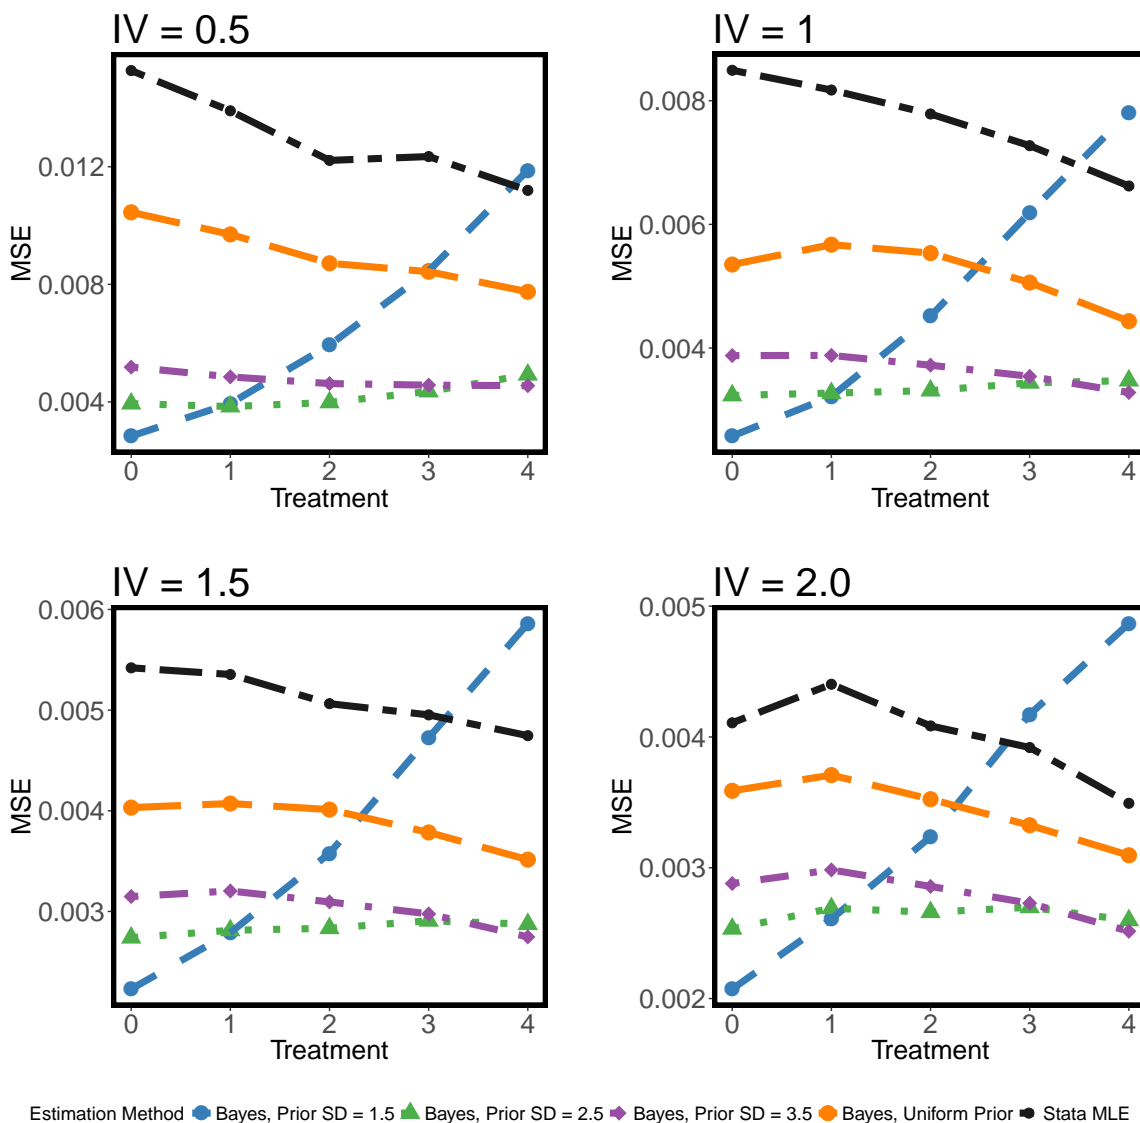 IV = 0.5
0.012
0.008
0.004
MSE
0 1 2 3 4
Treatment
IV = 1
0.008
0.006
0.004
MSE
0 1 2 3 4
Treatment
IV = 1.5
0.006
0.005
0.004
0.003
MSE
0 1 2 3 4
Treatment
IV = 2.0
0.005
0.004
0.003
0.002
MSE
0 1 2 3 4
Treatment
Estimation Method Bayes, Prior SD = 1.5 Bayes, Prior SD = 2.5 Bayes, Prior SD = 3.5 Bayes, Uniform Prior Stata MLE